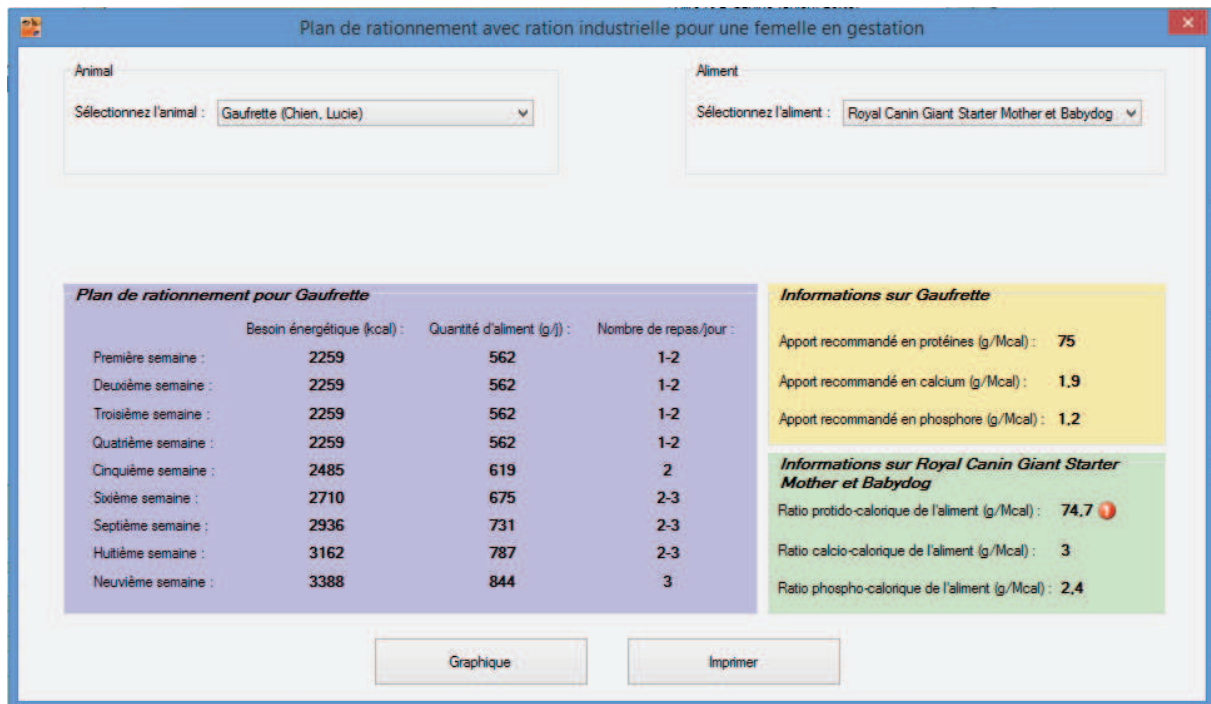 Plan de rationnement avec ration industrielle pour une femelle en gestation
Animal
Sélectionnez l'animal : Gaufrette (Chien, Lucie)
Aliment
Sélectionnez l'aliment : Royal Canin Giant Starter Mother et Babydog
Plan de rationnement pour Gaufrette
Besoin énergétique (kcal) : Quantité d'aliment (g/j) : Nombre de repas/jour :
Première semaine : 2259 562 1-2
Deuxième semaine : 2259 562 1-2
Troisième semaine : 2259 562 1-2
Quatrième semaine : 2259 562 1-2
Cinquième semaine : 2485 619 2
Sixième semaine : 2710 675 2-3
Septième semaine : 2936 731 2-3
Huitième semaine : 3162 787 2-3
Neuvième semaine : 3388 844 3
Informations sur Gaufrette
Apport recommandé en protéines (g/Mcal) : 75
Apport recommandé en calcium (g/Mcal) : 1,9
Apport recommandé en phosphore (g/Mcal) : 1,2
Informations sur Royal Canin Giant Starter
Mother et Babydog
Ratio protido-calorique de l'aliment (g/Mcal) : 74,7
Ratio calcio-calorique de l'aliment (g/Mcal) : 3
Ratio phospho-calorique de l'aliment (g/Mcal) : 2,4
Graphique
Imprimer